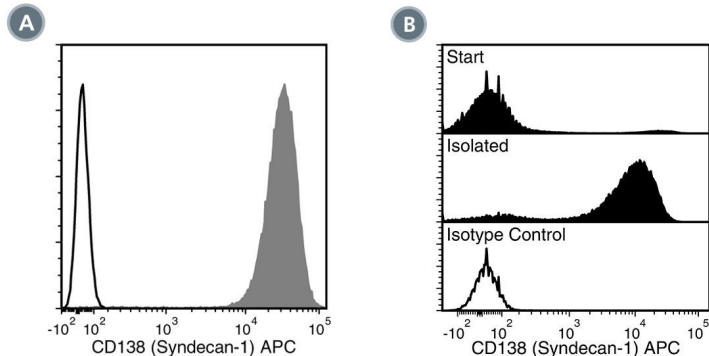 A
B
Start
Isolated
Isotype Control
-10² 10² 10³ 10⁴ 10⁵
CD138 (Syndecan-1) APC
-10² 10² 10³ 10⁴ 10⁵
CD138 (Syndecan-1) APC